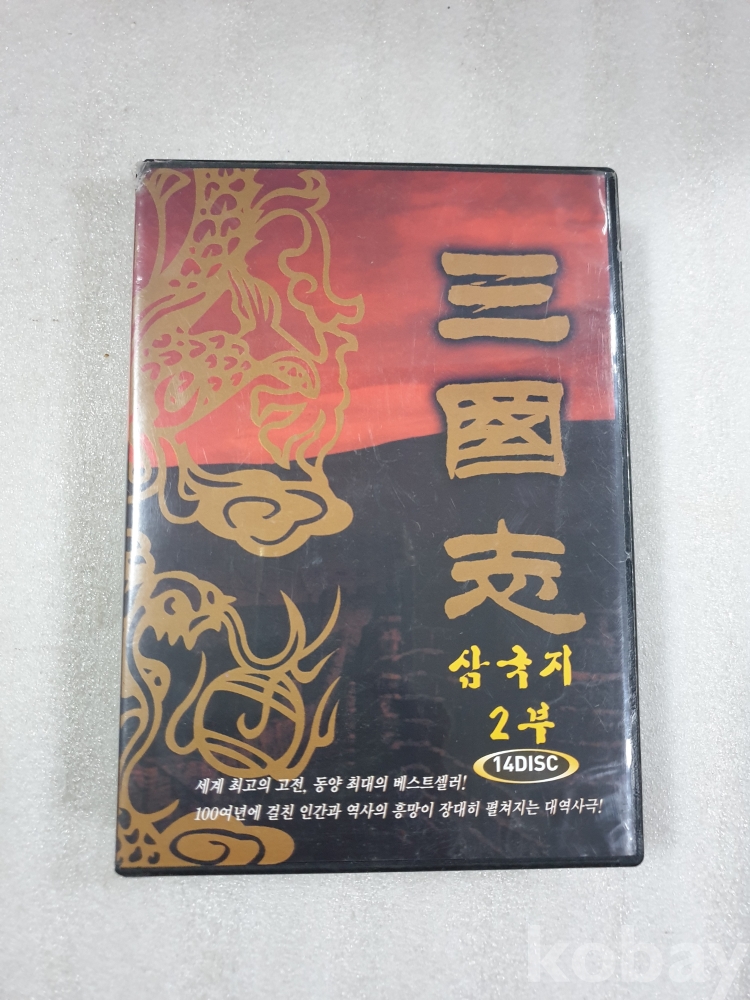 三國志
삼국지
2부
14DISC
세계 최고의 고전, 동양 최대의 베스트셀러!
100여년에 걸친 인간과 역사의 흥망이 장대히 펼쳐지는 대역사극!
kobay